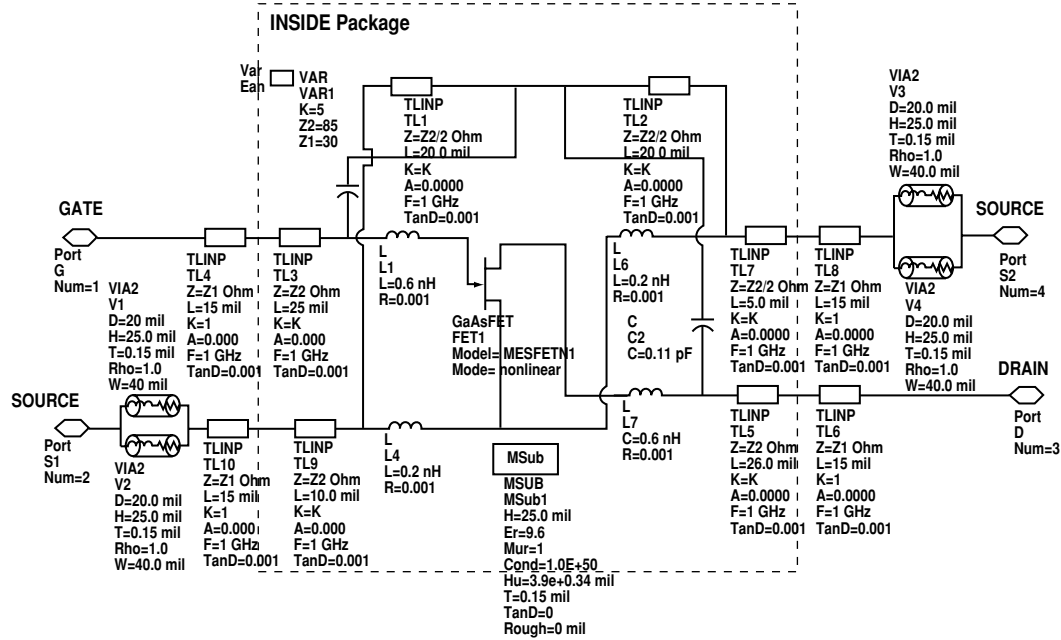 INSIDE Package
Var
Ean
VAR
VAR1
K=5
Z2=85
Z1=30
TLINP
TL1
Z=Z2/2 Ohm
L=20 0 mil
K=K
A=0.0000
F=1 GHz
TanD=0.001
TLINP
TL2
Z=Z2/2 Ohm
L=20 0 mil
K=K
A=0.0000
F=1 GHz
TanD=0.001
VIA2
V3
D=20.0 mil
H=25.0 mil
T=0.15 mil
Rho=1.0
W=40.0 mil
GATE
Port
G
Num=1
TLINP
TL4
Z=Z1 Ohm
L=15 mil
K=1
A=0.000
F=1 GHz
TanD=0.001
TLINP
TL3
Z=Z2 Ohm
L=25 mil
K=K
A=0.000
F=1 GHz
TanD=0.001
L
L1
L=0.6 nH
R=0.001
GaAsFET
FET1
Model= MESFETN1
Mode= nonlinear
L
L6
L=0.2 nH
R=0.001
C
C2
C=0.11 pF
TLINP
TL7
Z=Z2/2 Ohm
L=5.0 mil
K=K
A=0.0000
F=1 GHz
TanD=0.001
TLINP
TL8
Z=Z1 Ohm
L=15 mil
K=1
A=0.0000
F=1 GHz
TanD=0.001
VIA2
V4
D=20.0 mil
H=25.0 mil
T=0.15 mil
Rho=1.0
W=40.0 mil
SOURCE
Port
S2
Num=4
VIA2
V1
D=20 mil
H=25.0 mil
T=0.15 mil
Rho=1.0
W=40 mil
SOURCE
Port
S1
Num=2
VIA2
V2
D=20.0 mil
H=25.0 mil
T=0.15 mil
Rho=1.0
W=40.0 mil
TLINP
TL10
Z=Z1 Ohm
L=15 mil
K=1
A=0.000
F=1 GHz
TanD=0.001
TLINP
TL9
Z=Z2 Ohm
L=10.0 mil
K=K
A=0.000
F=1 GHz
TanD=0.001
L
L4
L=0.2 nH
R=0.001
MSub
MSUB
MSub1
H=25.0 mil
Er=9.6
Mur=1
Cond=1.0E+50
Hu=3.9e+0.34 mil
T=0.15 mil
TanD=0
Rough=0 mil
L
L7
C=0.6 nH
R=0.001
TLINP
TL5
Z=Z2 Ohm
L=26.0 mil
K=K
A=0.0000
F=1 GHz
TanD=0.001
TLINP
TL6
Z=Z1 Ohm
L=15 mil
K=1
A=0.0000
F=1 GHz
TanD=0.001
DRAIN
Port
D
Num=3